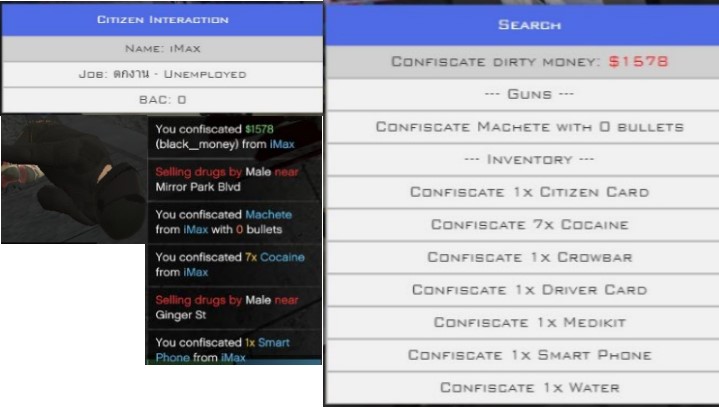 Citizen Interaction
Name: iMax
Job: ตกงาน - Unemployed
BAC: 0
You confiscated $1578
(black_money) from iMax
Selling drugs by Male near
Mirror Park Blvd
You confiscated Machete
from iMax with 0 bullets
You confiscated 7x Cocaine
from iMax
Selling drugs by Male near
Ginger St
You confiscated 1x Smart
Phone from iMax
Search
Confiscate dirty money: $1578
--- Guns ---
Confiscate Machete with 0 bullets
--- Inventory ---
Confiscate 1x Citizen Card
Confiscate 7x Cocaine
Confiscate 1x Crowbar
Confiscate 1x Driver Card
Confiscate 1x Medikit
Confiscate 1x Smart Phone
Confiscate 1x Water